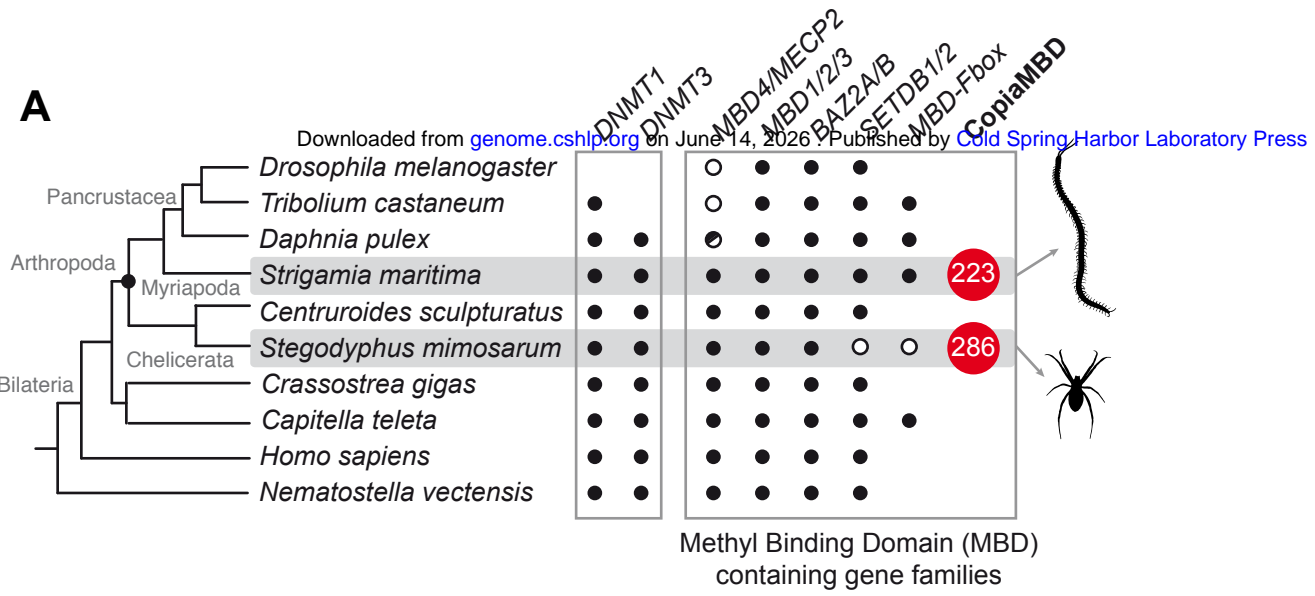 A
DNMT1
DNMT3
MBD4/MECP2
MBD1/2/3
BAZ2A/B
SETDB1/2
MBD-Fbox
CopiaMBD
Downloaded from genome.cshlp.org on June 14, 2026 . Published by Cold Spring Harbor Laboratory Press
Drosophila melanogaster
Pancrustacea
Tribolium castaneum
Daphnia pulex
Arthropoda
Strigamia maritima
223
Myriapoda
Centruroides sculpturatus
Stegodyphus mimosarum
286
Chelicerata
Crassostrea gigas
Bilateria
Capitella teleta
Homo sapiens
Nematostella vectensis
Methyl Binding Domain (MBD)
containing gene families